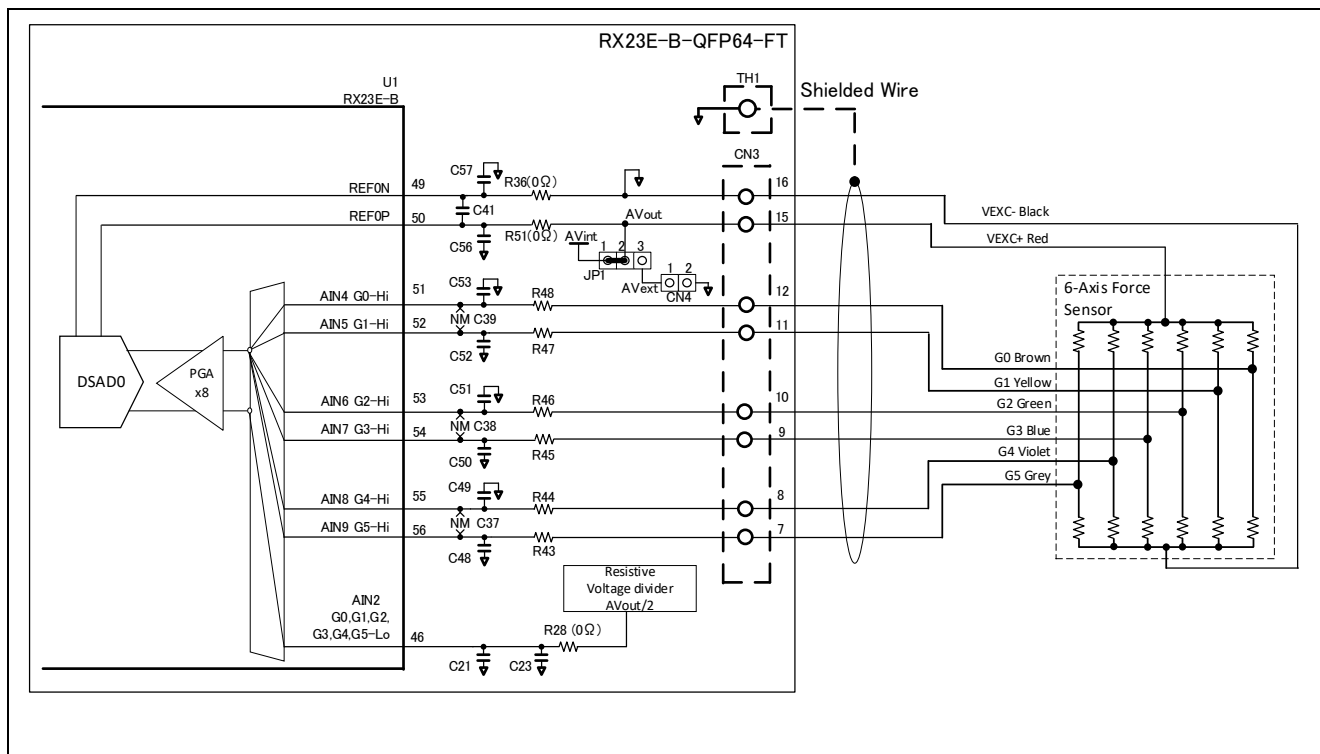 RX23E-B-QFP64-FT
U1
RX23E-B
TH1
Shielded Wire
CN3
C57
R36(0Ω)
REF0N
49
16
C41
VEXC- Black
REF0P
50
AVout
15
C56
R51(0Ω)
AVint
1 2 3
VEXC+ Red
JP1
1 2
AVext
CN4
C53
51
R48
12
AIN4 G0-Hi
6-Axis Force
Sensor
NM C39
AIN5 G1-Hi
52
11
C52
R47
G0 Brown
DSAD0
PGA
x8
G1 Yellow
C51
AIN6 G2-Hi
53
R46
10
G2 Green
NM C38
AIN7 G3-Hi
54
9
G3 Blue
C50
R45
G4 Violet
C49
G5 Grey
AIN8 G4-Hi
55
R44
8
NM C37
AIN9 G5-Hi
56
7
C48
R43
Resistive
Voltage divider
AVout/2
AIN2
G0,G1,G2,
G3,G4,G5-Lo
46
R28 (0Ω)
C21
C23